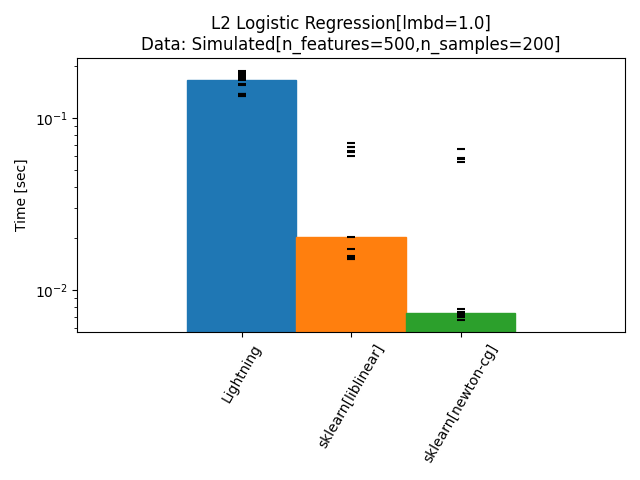 L2 Logistic Regression[lmbd=1.0]
Data: Simulated[n_features=500,n_samples=200]
Time [sec]
10⁻¹
10⁻²
Lightning
sklearn[liblinear]
sklearn[newton-cg]